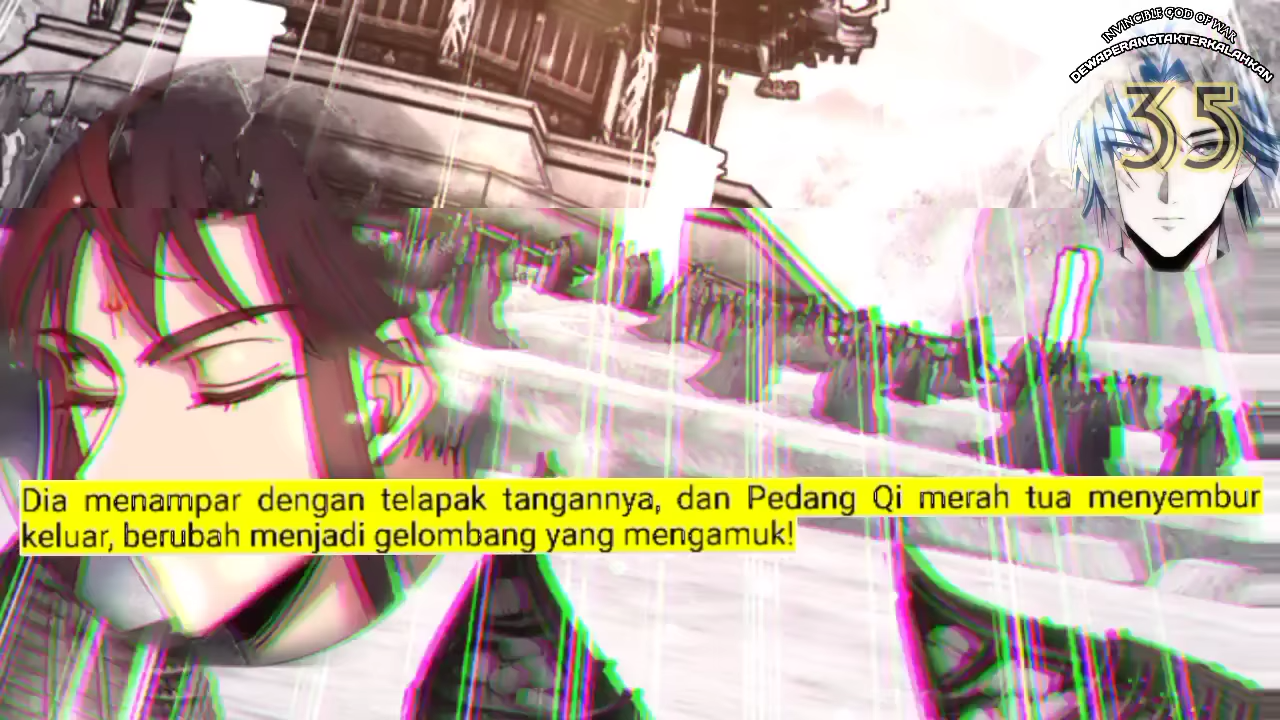 INVINCIBLE GOD OF WAR
DEWAPERANGTAKTERKALAHKAN
35
Dia menampar dengan telapak tangannya, dan Pedang Qi merah tua menyembur
keluar, berubah menjadi gelombang yang mengamuk!